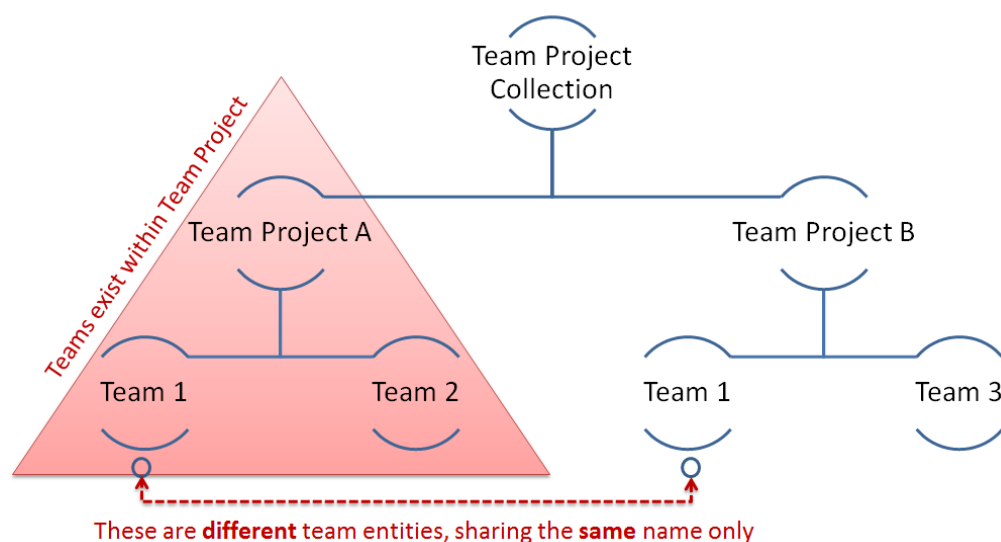 Team Project
Collection
Teams exist within Team Project
Team Project A
Team Project B
Team 1
Team 2
Team 1
Team 3
These are different team entities, sharing the same name only